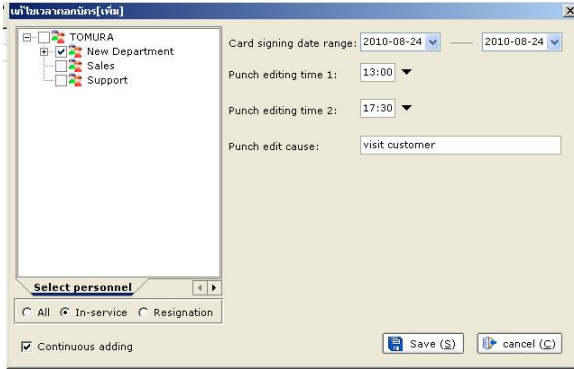 แก้ไขเวลาตอกบัตร[เพิ่ม]
TOMURA
New Department
Sales
Support
Card signing date range: 2010-08-24 — 2010-08-24
Punch editing time 1: 13:00
Punch editing time 2: 17:30
Punch edit cause: visit customer
Select personnel
All In-service Resignation
Continuous adding
Save (S) cancel (C)